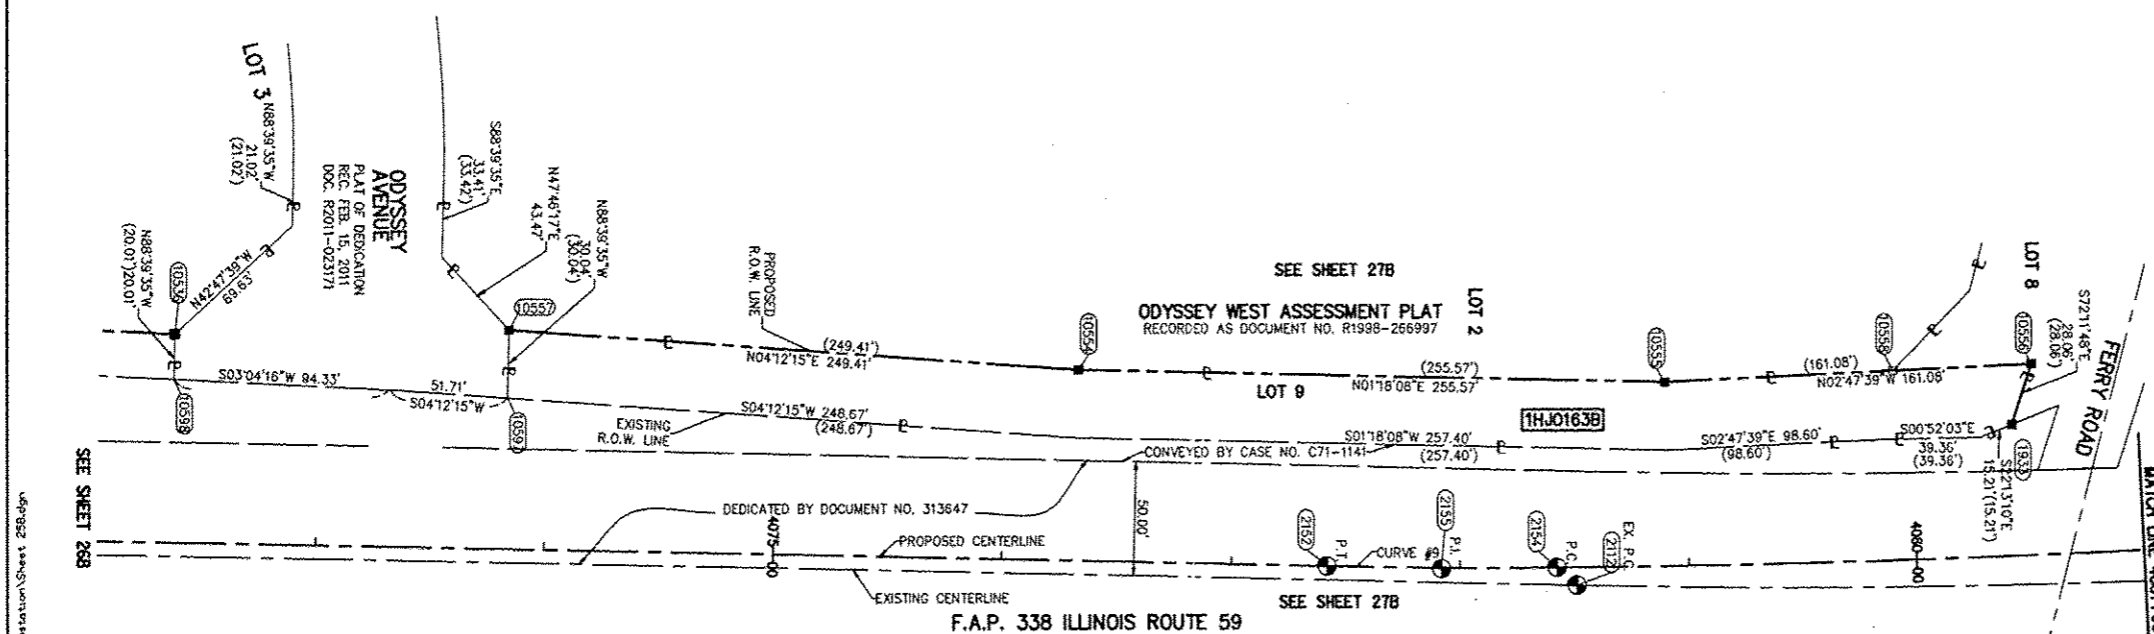 LOT 3
N88°39'35"W
21.02'
(21.02')
ODYSSEY
AVENUE
PLAT OF DEDICATION
REC. FEB. 15, 2011
DOC. R2011-023171
S88°39'35"E
33.41'
(33.42')
N47°46'17"E
43.47'
N88°39'35"W
30.04'
(30.04')
N88°39'35"W
(20.01')20.01'
N42°47'39"W
69.63'
10557
PROPOSED
R.O.W. LINE
(249.41')
N04°12'15"E 249.41'
SEE SHEET 27B
ODYSSEY WEST ASSESSMENT PLAT
RECORDED AS DOCUMENT NO. R1998-266997
LOT 2
10554
(255.57')
N01°18'08"E 255.57'
LOT 9
10555
10558
(161.08')
N02°47'39"W 161.08'
LOT 8
10556
S72°11'48"E
28.06'
(28.06')
FERRY ROAD
S03°04'16"W 94.33'
51.71'
S04°12'15"W
10598
10597
S04°12'15"W 248.67'
(248.67')
EXISTING
R.O.W. LINE
1HJ0163B
S01°18'08"W 257.40'
(257.40')
S02°47'39"E 98.60'
(98.60')
S00°52'03"E
39.36'
(39.36')
1933
15.21'(15.21')
CONVEYED BY CASE NO. C71-1141
DEDICATED BY DOCUMENT NO. 313647
50.00'
SEE SHEET 26B
4075+00
PROPOSED CENTERLINE
EXISTING CENTERLINE
2152
P.T.
2155
P.I.
2154
P.C.
EX. P.C.
2112
CURVE #9
4080+00
SEE SHEET 27B
F.A.P. 338 ILLINOIS ROUTE 59
station\Sheet 25B.dgn